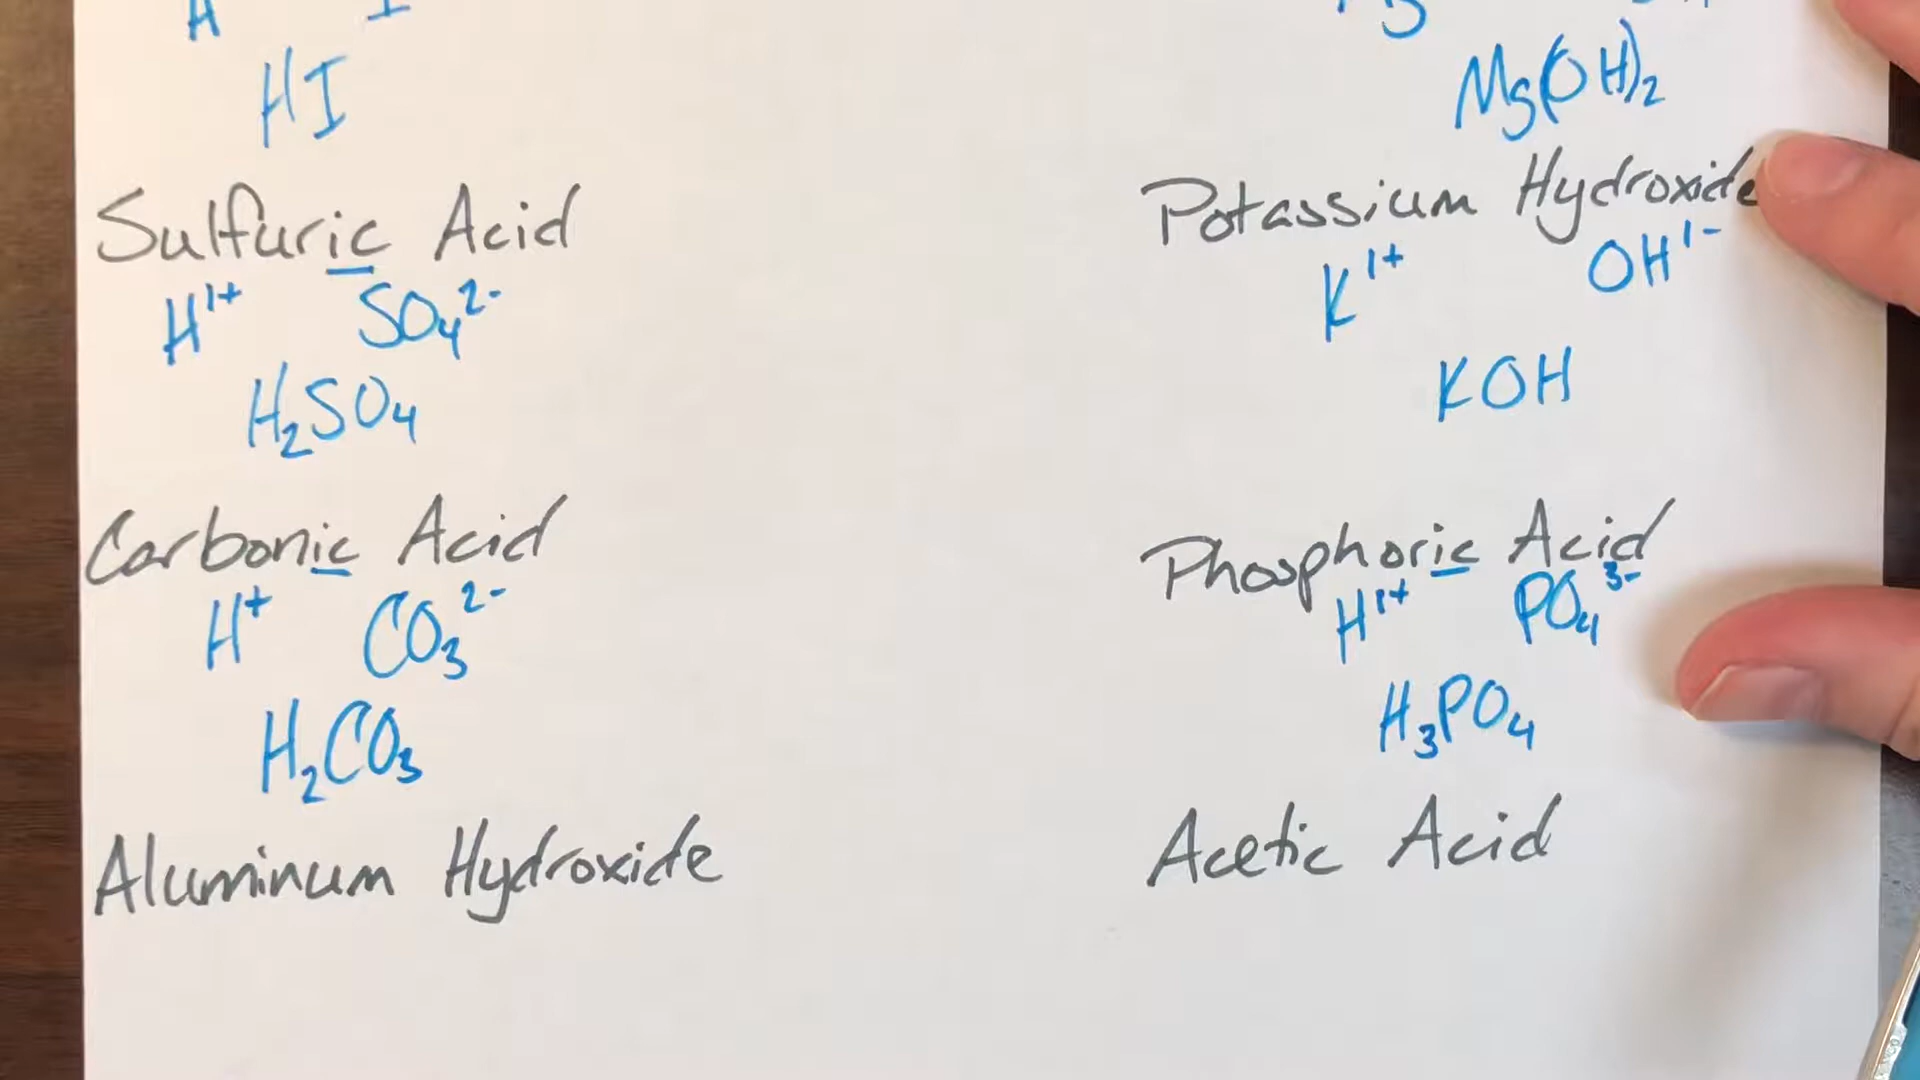 HI
Sulfuric Acid
H¹⁺ SO₄²⁻
H₂SO₄
Carbonic Acid
H⁺ CO₃²⁻
H₂CO₃
Aluminum Hydroxide
Mg(OH)₂
Potassium Hydroxide
K¹⁺ OH¹⁻
KOH
Phosphoric Acid
H¹⁺ PO₄³⁻
H₃PO₄
Acetic Acid